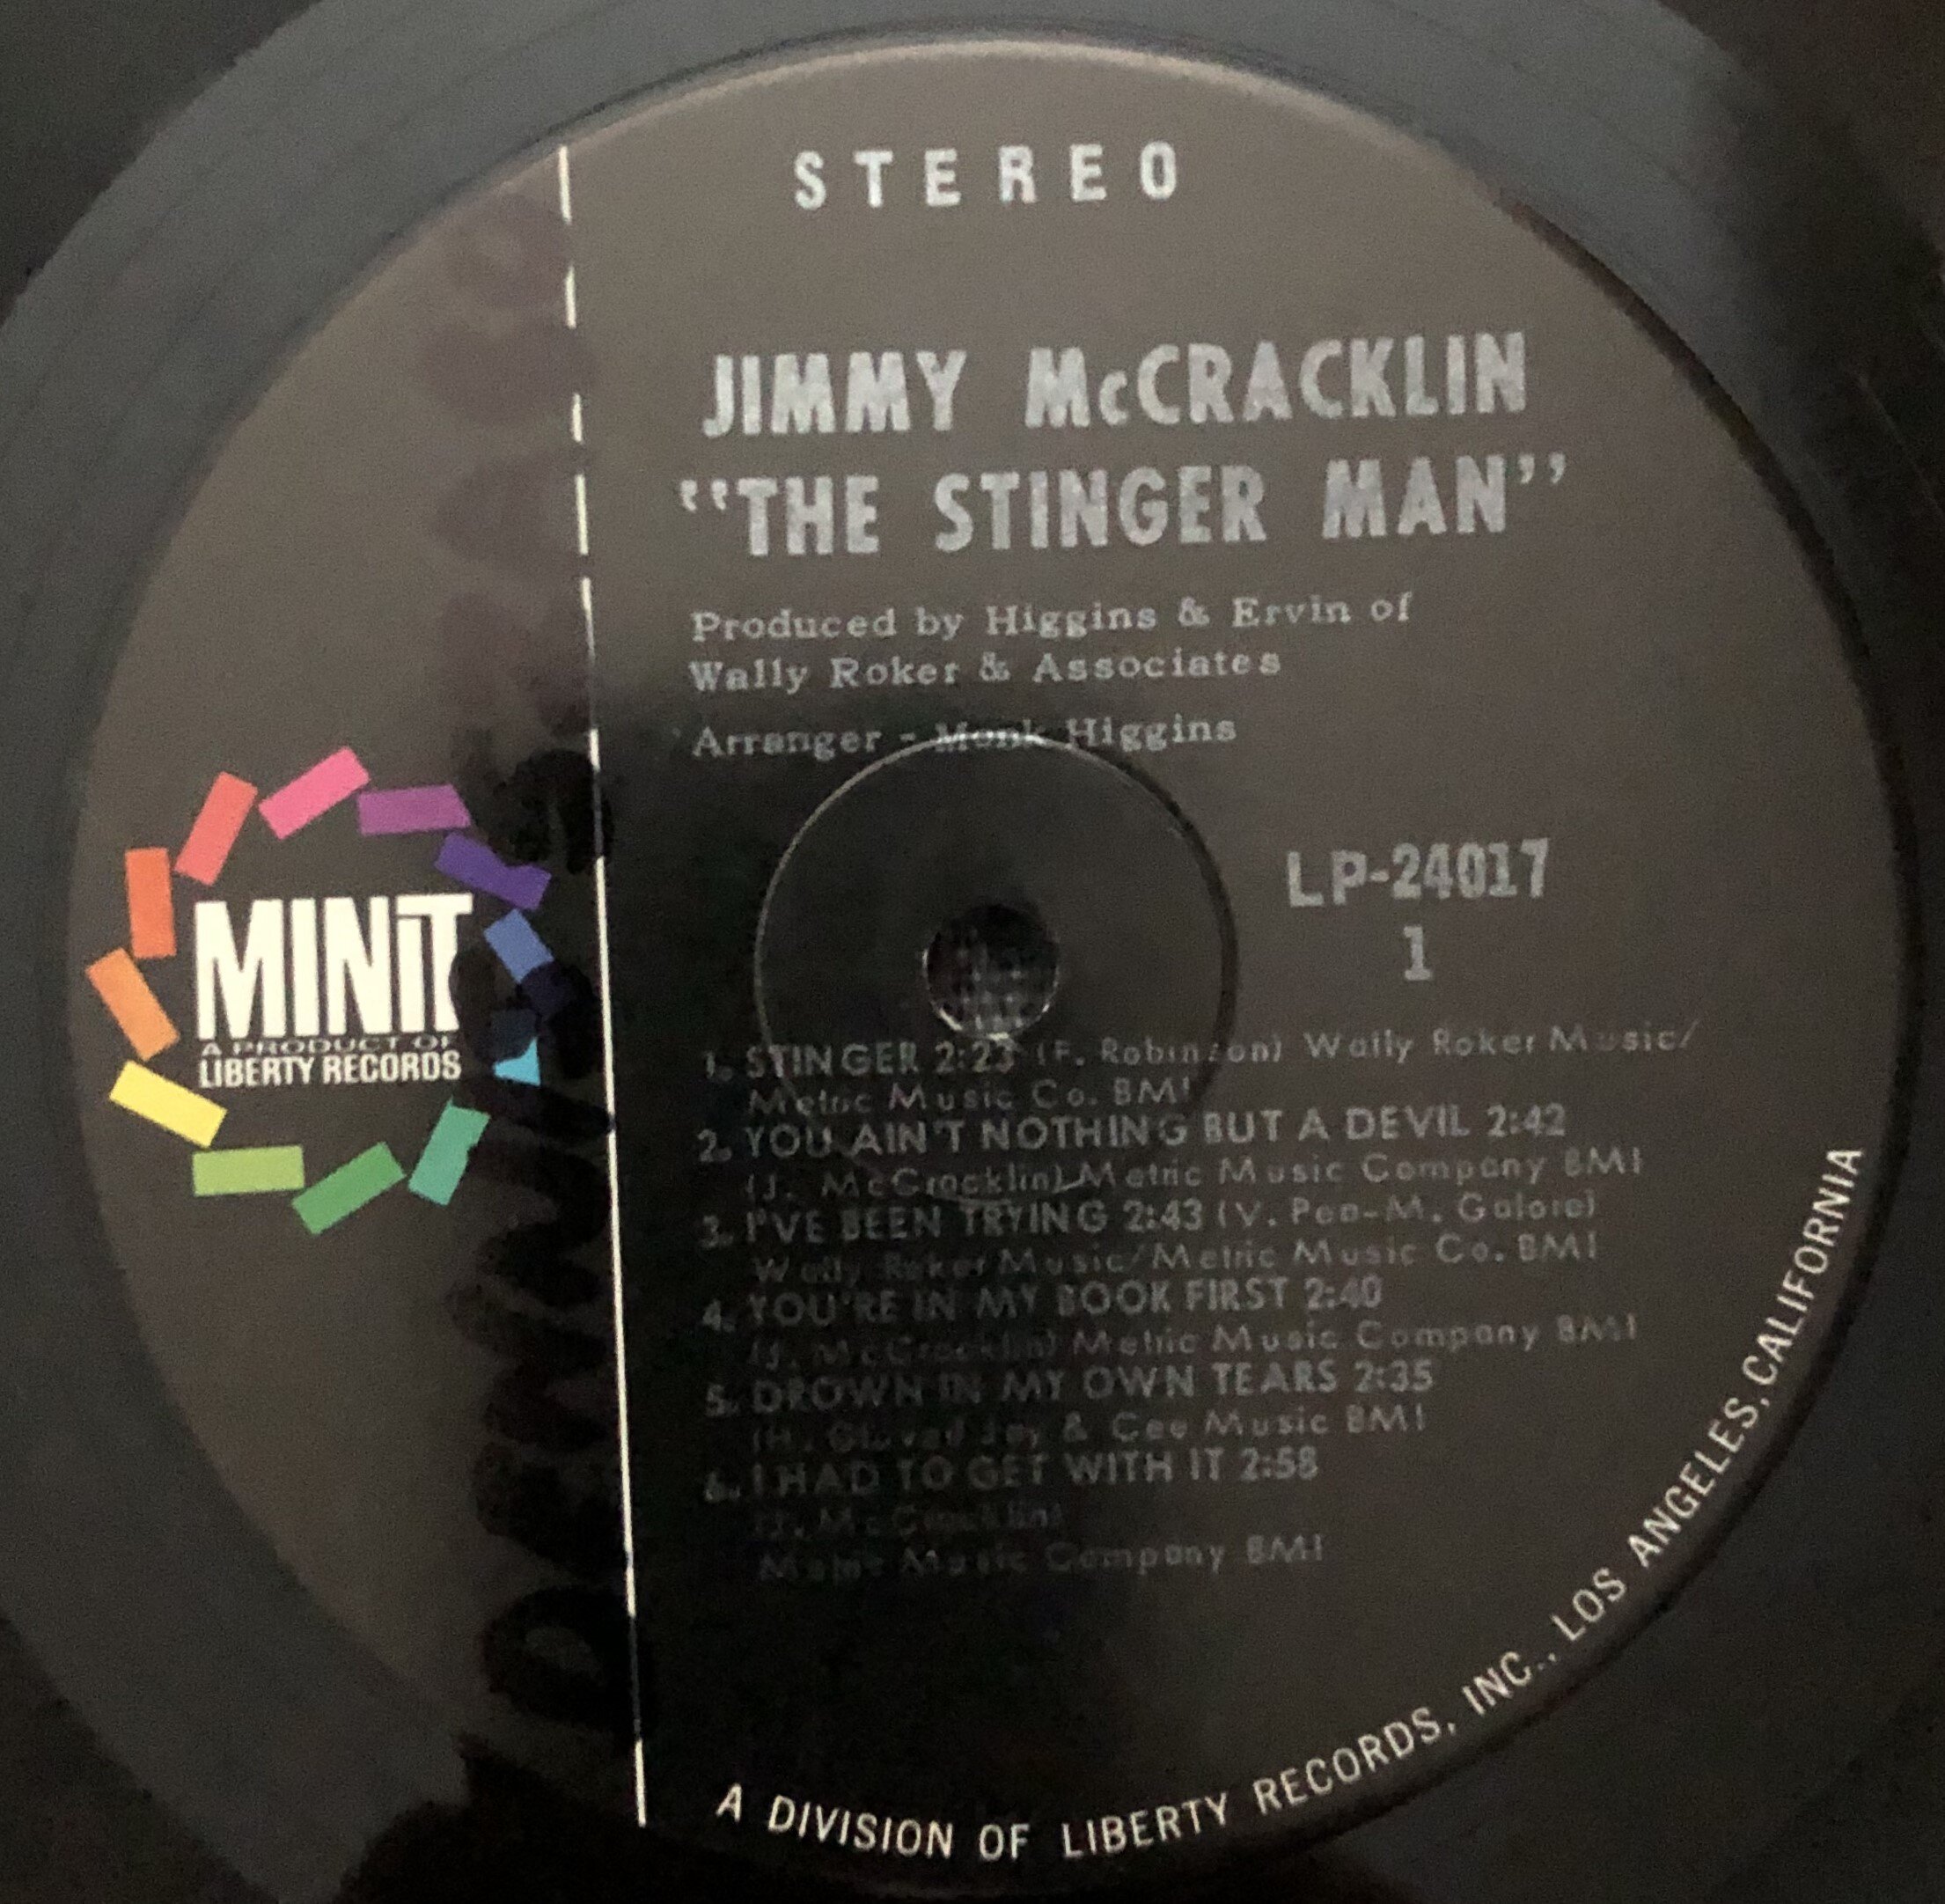 STEREO
JIMMY McCRACKLIN
"THE STINGER MAN"
Produced by Higgins & Ervin of
Wally Roker & Associates
Arranger - Monk Higgins
LP-24017
1
MINIT
A PRODUCT OF
LIBERTY RECORDS
1. STINGER 2:23 (F. Robinson) Wally Roker Music/
Metric Music Co. BMI
2. YOU AIN'T NOTHING BUT A DEVIL 2:42
(J. McCracklin) Metric Music Company BMI
3. I'VE BEEN TRYING 2:43 (V. Pea-M. Galore)
Wally Roker Music/Metric Music Co. BMI
4. YOU'RE IN MY BOOK FIRST 2:40
(J. McCracklin) Metric Music Company BMI
5. DROWN IN MY OWN TEARS 2:35
(H. Glover) Jay & Cee Music BMI
6. I HAD TO GET WITH IT 2:58
(J. McCracklin)
Metric Music Company BMI
A DIVISION OF LIBERTY RECORDS, INC., LOS ANGELES, CALIFORNIA